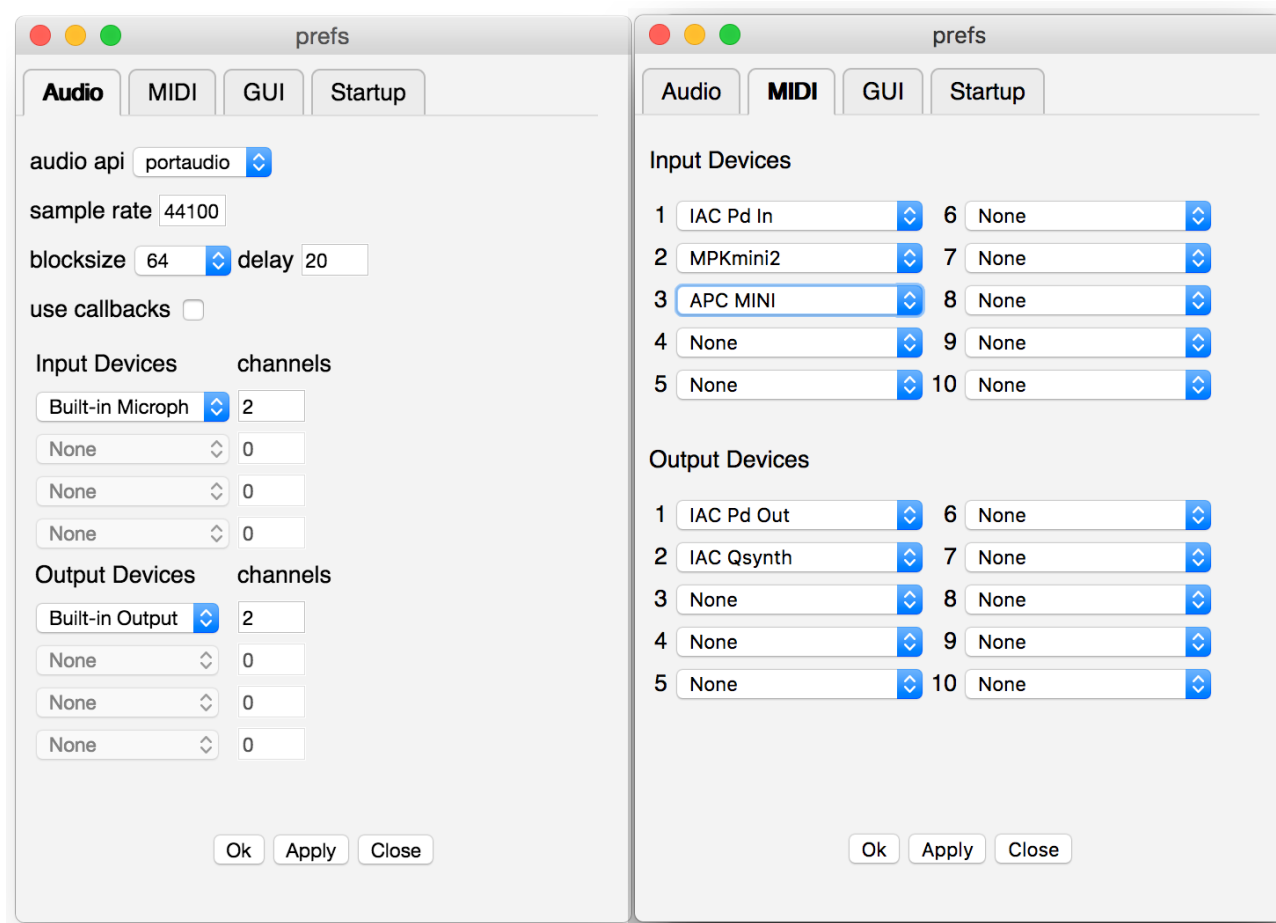 prefs
Audio MIDI GUI Startup
audio api portaudio
sample rate 44100
blocksize 64 delay 20
use callbacks
Input Devices channels
Built-in Microph 2
None 0
None 0
None 0
Output Devices channels
Built-in Output 2
None 0
None 0
None 0
Ok Apply Close
prefs
Audio MIDI GUI Startup
Input Devices
1 IAC Pd In 6 None
2 MPKmini2 7 None
3 APC MINI 8 None
4 None 9 None
5 None 10 None
Output Devices
1 IAC Pd Out 6 None
2 IAC Qsynth 7 None
3 None 8 None
4 None 9 None
5 None 10 None
Ok Apply Close